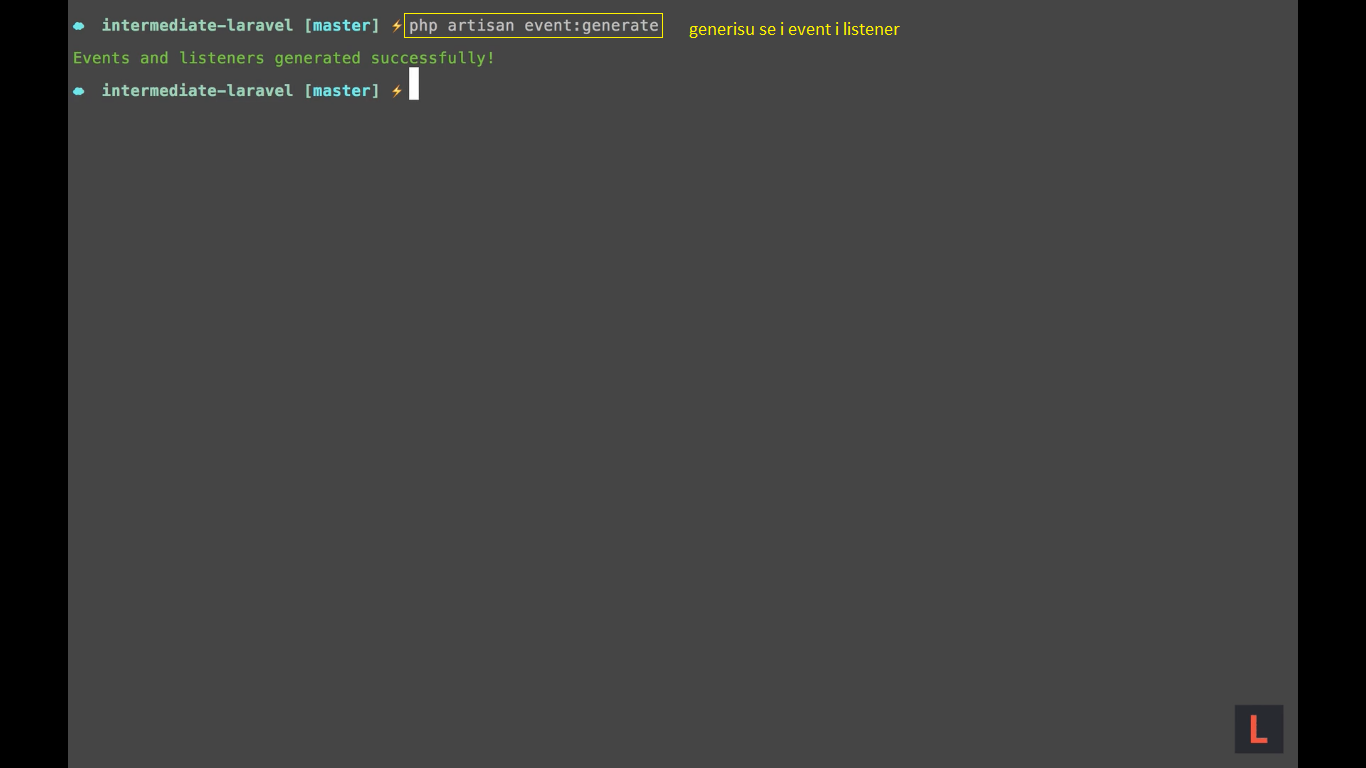 intermediate-laravel [master] ⚡php artisan event:generate generisu se i event i listener
Events and listeners generated successfully!
intermediate-laravel [master] ⚡
L